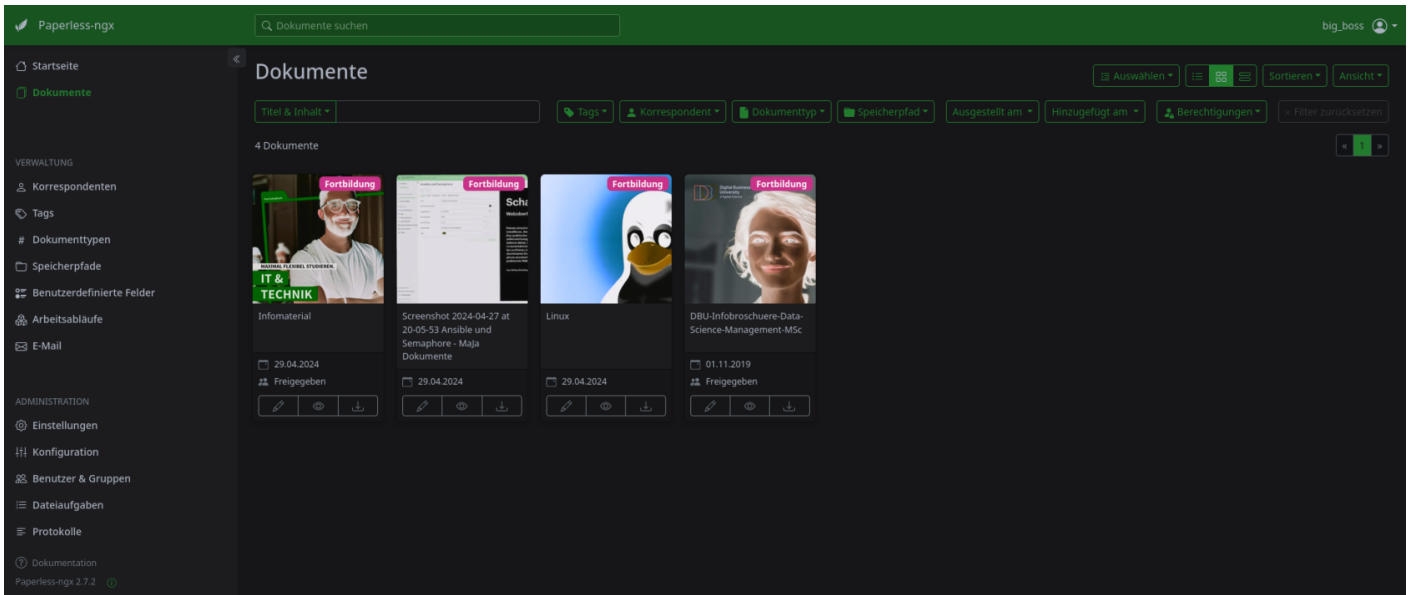 Paperless-ngx
Dokumente suchen
big_boss
Startseite
Dokumente
VERWALTUNG
Korrespondenten
Tags
Dokumenttypen
Speicherpfade
Benutzerdefinierte Felder
Arbeitsabläufe
E-Mail
ADMINISTRATION
Einstellungen
Konfiguration
Benutzer & Gruppen
Dateiaufgaben
Protokolle
Dokumentation
Paperless-ngx 2.7.2
Dokumente
Auswählen
Sortieren
Ansicht
Titel & Inhalt
Tags
Korrespondent
Dokumenttyp
Speicherpfad
Ausgestellt am
Hinzugefügt am
Berechtigungen
× Filter zurücksetzen
4 Dokumente
« 1 »
Fortbildung
MAXIMAL FLEXIBEL STUDIEREN.
IT &
TECHNIK
Infomaterial
29.04.2024
Freigegeben
Fortbildung
Scha
Screenshot 2024-04-27 at
20-05-53 Ansible und
Semaphore - MaJa
Dokumente
29.04.2024
Fortbildung
Linux
29.04.2024
Fortbildung
Digital Business
University
DBU-Infobroschuere-Data-
Science-Management-MSc
01.11.2019
Freigegeben